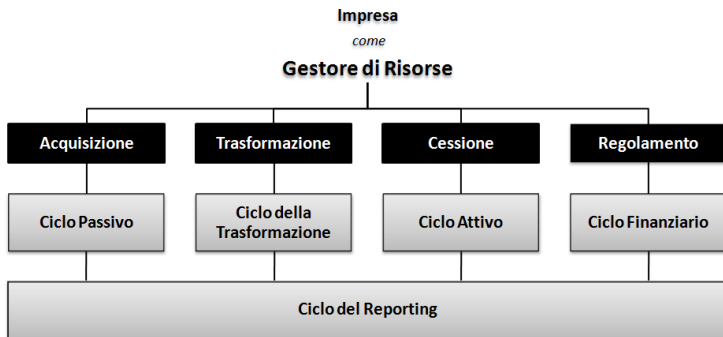 Impresa
come
Gestore di Risorse
Acquisizione
Trasformazione
Cessione
Regolamento
Ciclo Passivo
Ciclo della
Trasformazione
Ciclo Attivo
Ciclo Finanziario
Ciclo del Reporting